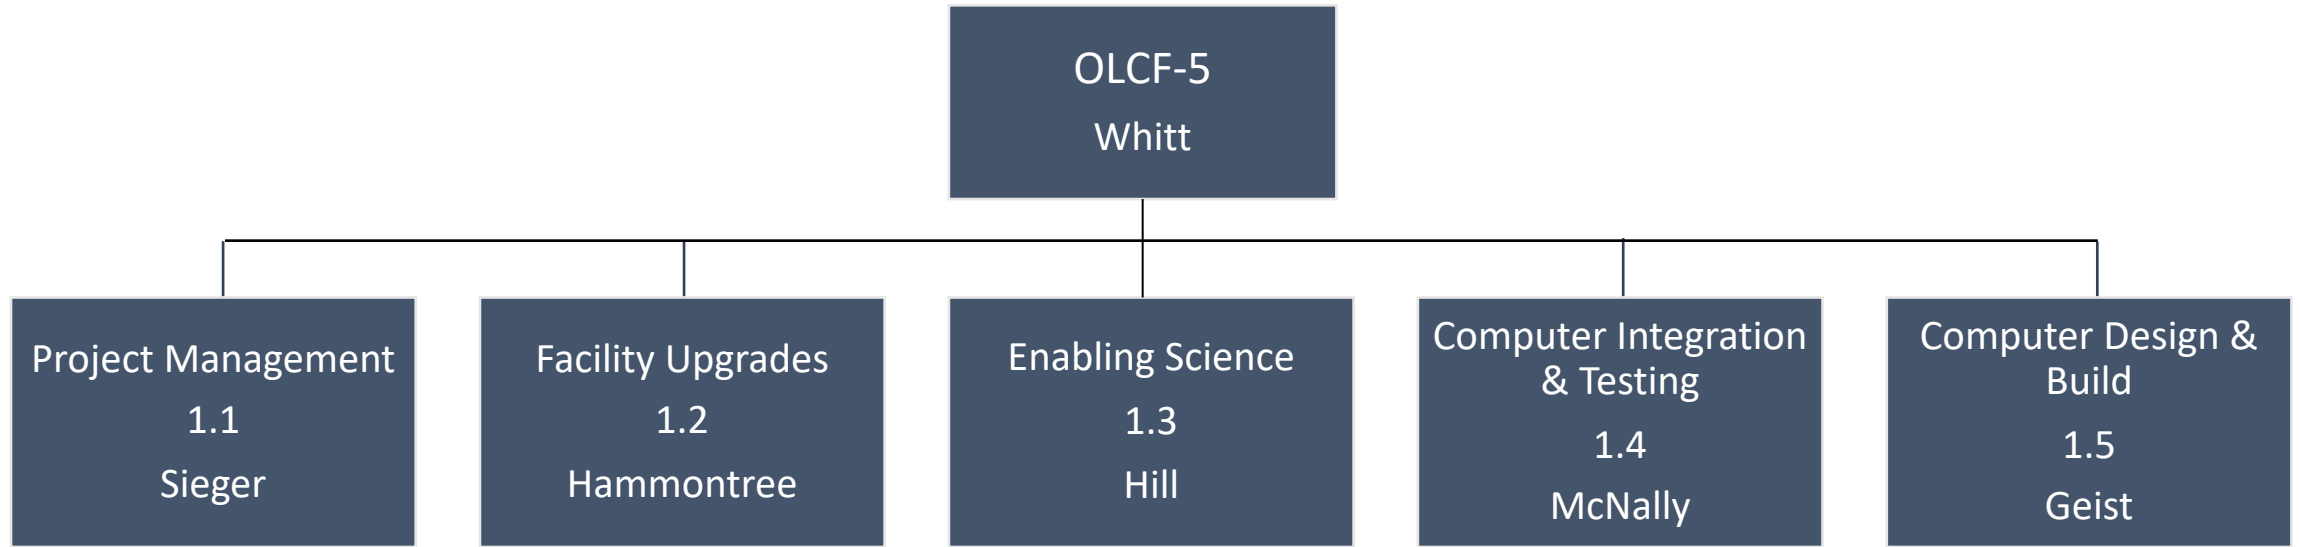 OLCF-5
Whitt
Project Management
1.1
Sieger
Facility Upgrades
1.2
Hammontree
Enabling Science
1.3
Hill
Computer Integration
& Testing
1.4
McNally
Computer Design &
Build
1.5
Geist